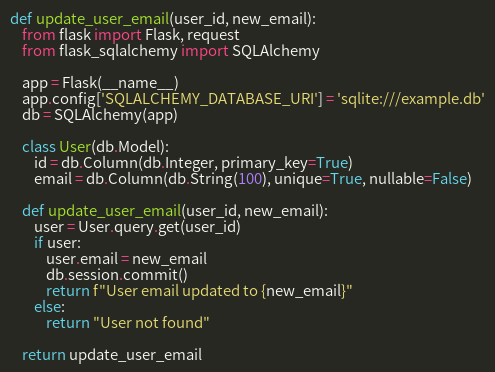 def update_user_email(user_id, new_email):
    from flask import Flask, request
    from flask_sqlalchemy import SQLAlchemy

    app = Flask(__name__)
    app.config['SQLALCHEMY_DATABASE_URI'] = 'sqlite:///example.db'
    db = SQLAlchemy(app)

    class User(db.Model):
        id = db.Column(db.Integer, primary_key=True)
        email = db.Column(db.String(100), unique=True, nullable=False)

    def update_user_email(user_id, new_email):
        user = User.query.get(user_id)
        if user:
            user.email = new_email
            db.session.commit()
            return f"User email updated to {new_email}"
        else:
            return "User not found"

    return update_user_email